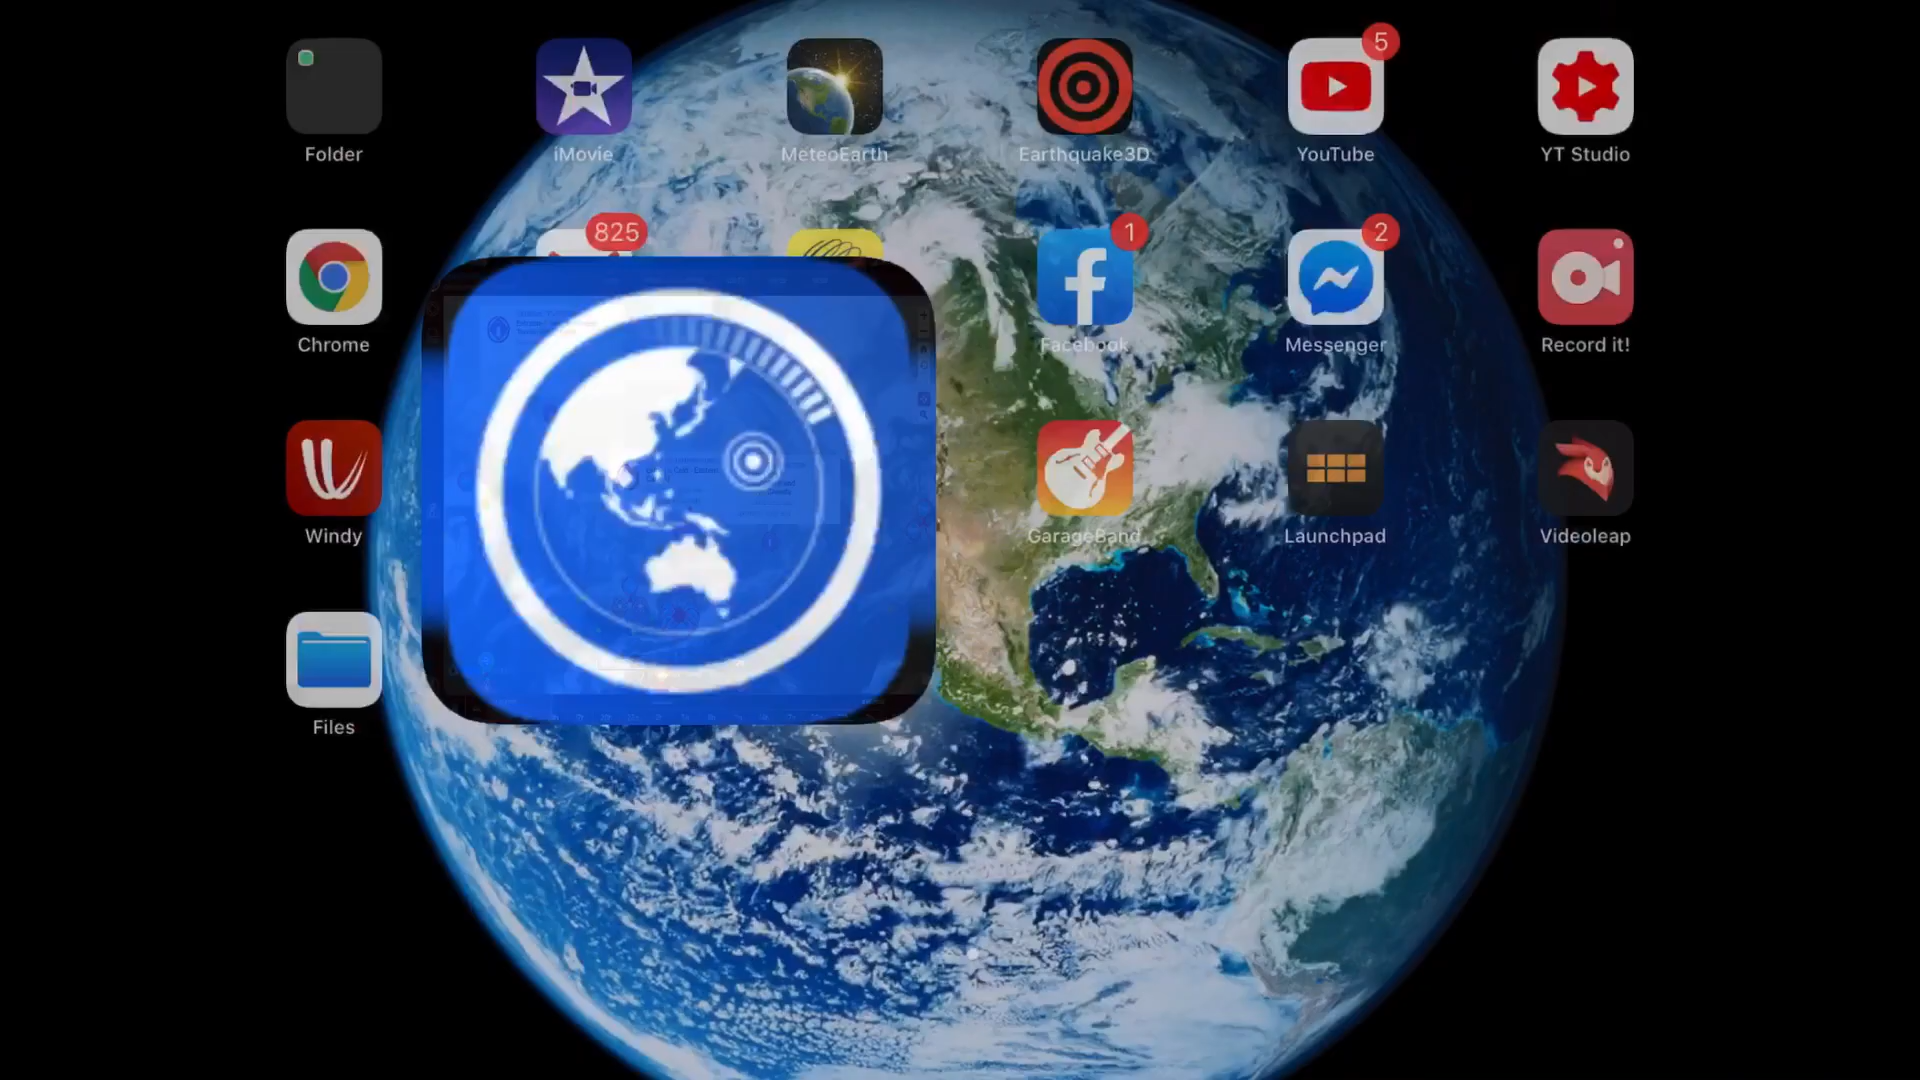 5
Folder
iMovie
MeteoEarth
Earthquake3D
YouTube
YT Studio
825
1
2
Chrome
Facebook
Messenger
Record it!
Windy
GarageBand
Launchpad
Videoleap
Files